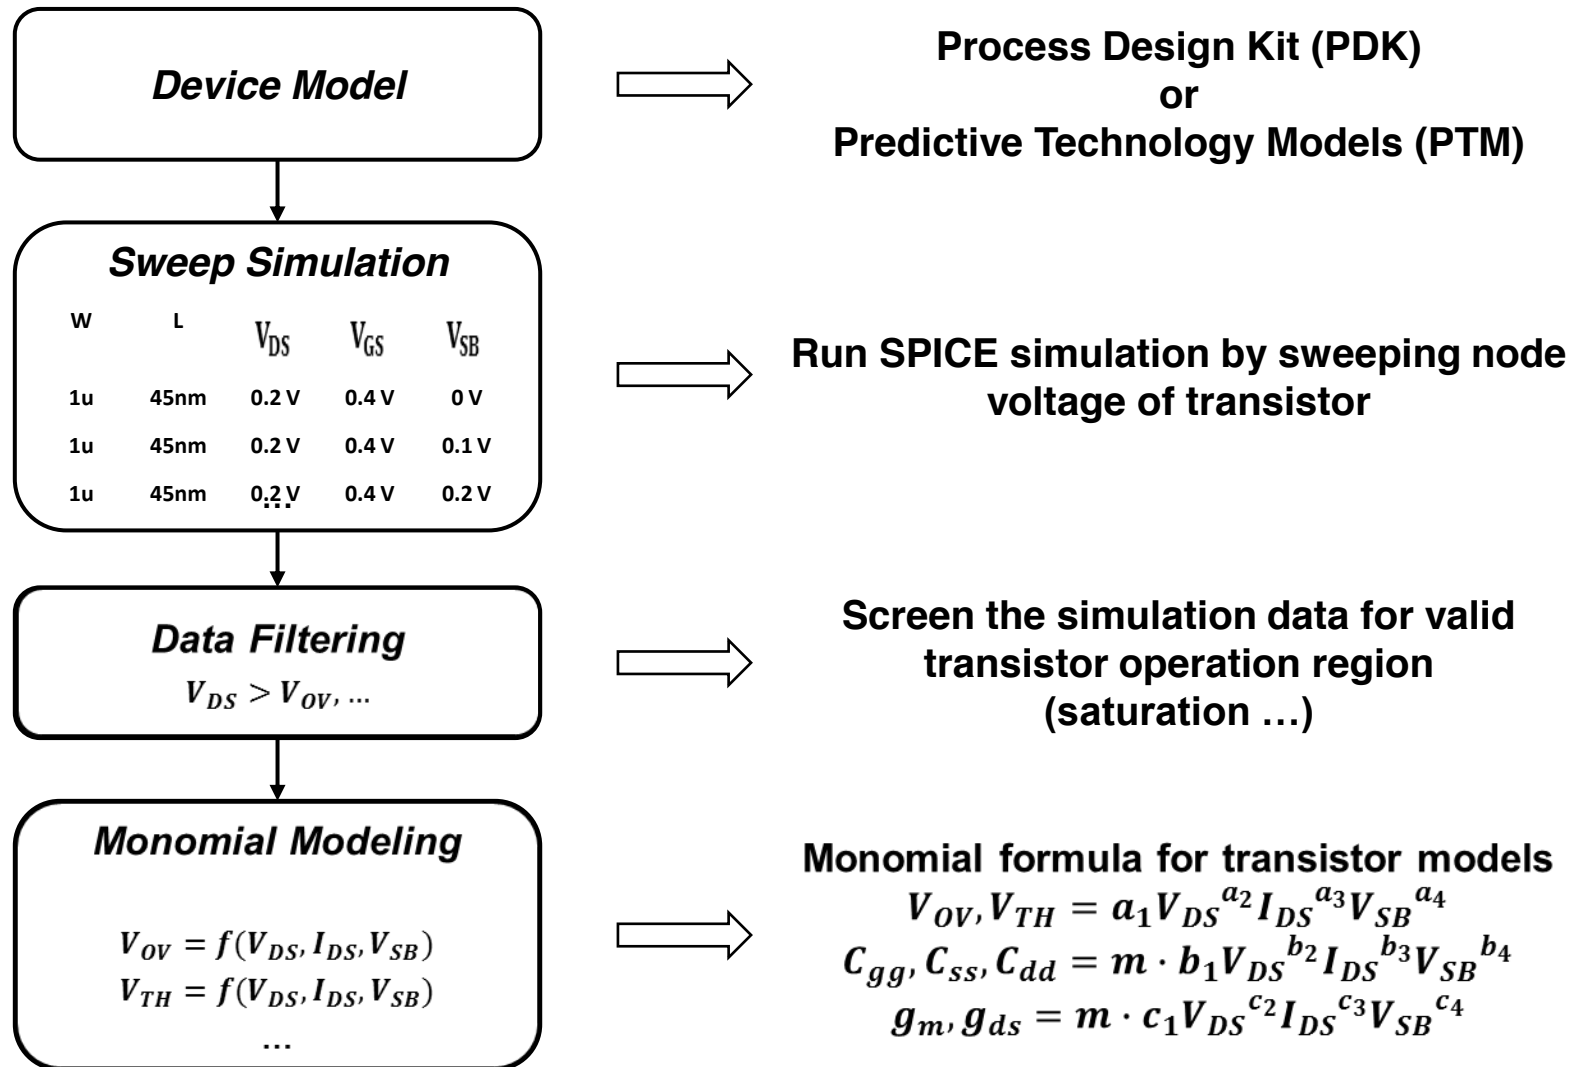 Device Model
Process Design Kit (PDK)
or
Predictive Technology Models (PTM)
Sweep Simulation
W L V_DS V_GS V_SB
1u 45nm 0.2 V 0.4 V 0 V
1u 45nm 0.2 V 0.4 V 0.1 V
1u 45nm 0.2 V 0.4 V 0.2 V
...
Run SPICE simulation by sweeping node
voltage of transistor
Data Filtering
V_DS > V_OV, ...
Screen the simulation data for valid
transistor operation region
(saturation ...)
Monomial Modeling
V_OV = f(V_DS, I_DS, V_SB)
V_TH = f(V_DS, I_DS, V_SB)
...
Monomial formula for transistor models
V_OV, V_TH = a_1 V_DS^{a_2} I_DS^{a_3} V_SB^{a_4}
C_gg, C_ss, C_dd = m · b_1 V_DS^{b_2} I_DS^{b_3} V_SB^{b_4}
g_m, g_ds = m · c_1 V_DS^{c_2} I_DS^{c_3} V_SB^{c_4}